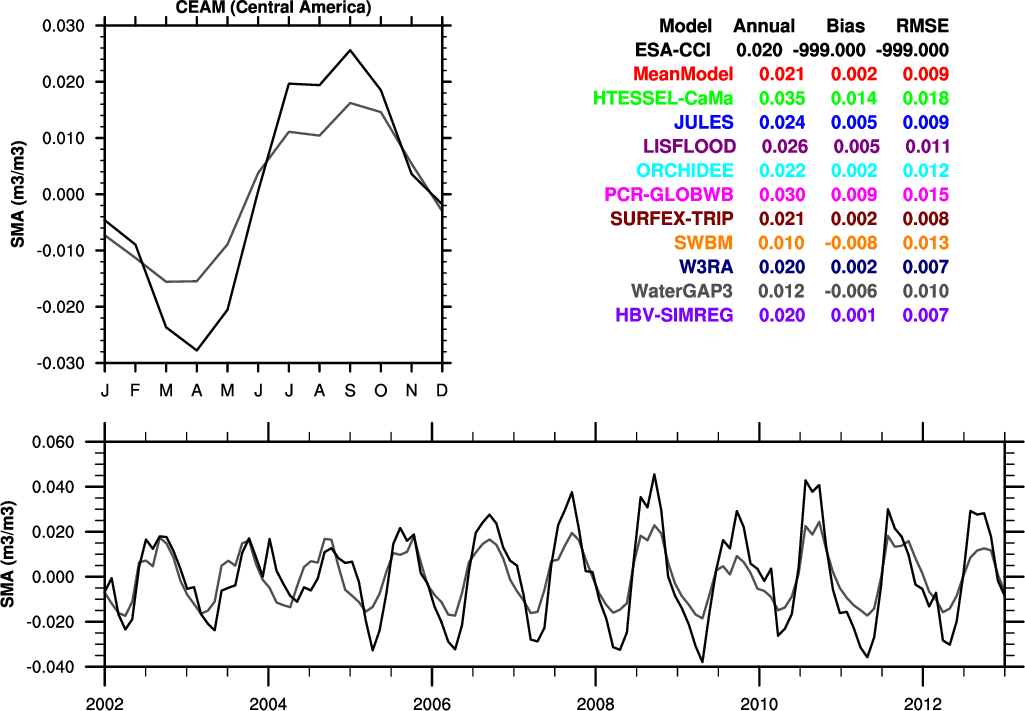 CEAM (Central America)
0.030
0.020
0.010
0.000
-0.010
-0.020
-0.030
SMA (m3/m3)
J F M A M J J A S O N D
Model Annual Bias RMSE
ESA-CCI 0.020 -999.000 -999.000
MeanModel 0.021 0.002 0.009
HTESSEL-CaMa 0.035 0.014 0.018
JULES 0.024 0.005 0.009
LISFLOOD 0.026 0.005 0.011
ORCHIDEE 0.022 0.002 0.012
PCR-GLOBWB 0.030 0.009 0.015
SURFEX-TRIP 0.021 0.002 0.008
SWBM 0.010 -0.008 0.013
W3RA 0.020 0.002 0.007
WaterGAP3 0.012 -0.006 0.010
HBV-SIMREG 0.020 0.001 0.007
0.060
0.040
0.020
0.000
-0.020
-0.040
SMA (m3/m3)
2002 2004 2006 2008 2010 2012